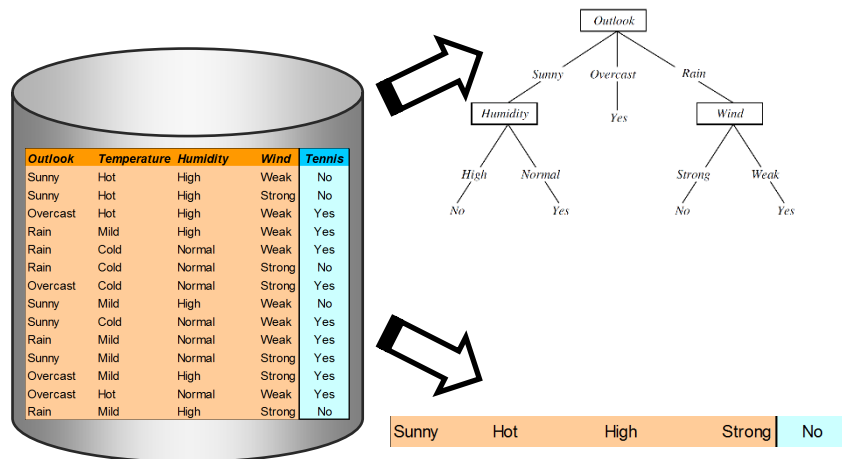 Outlook Temperature Humidity Wind Tennis
Sunny Hot High Weak No
Sunny Hot High Strong No
Overcast Hot High Weak Yes
Rain Mild High Weak Yes
Rain Cold Normal Weak Yes
Rain Cold Normal Strong No
Overcast Cold Normal Strong Yes
Sunny Mild High Weak No
Sunny Cold Normal Weak Yes
Rain Mild Normal Weak Yes
Sunny Mild Normal Strong Yes
Overcast Mild High Strong Yes
Overcast Hot Normal Weak Yes
Rain Mild High Strong No
Outlook
Sunny Overcast Rain
Humidity Yes Wind
High Normal Strong Weak
No Yes No Yes
Sunny Hot High Strong No